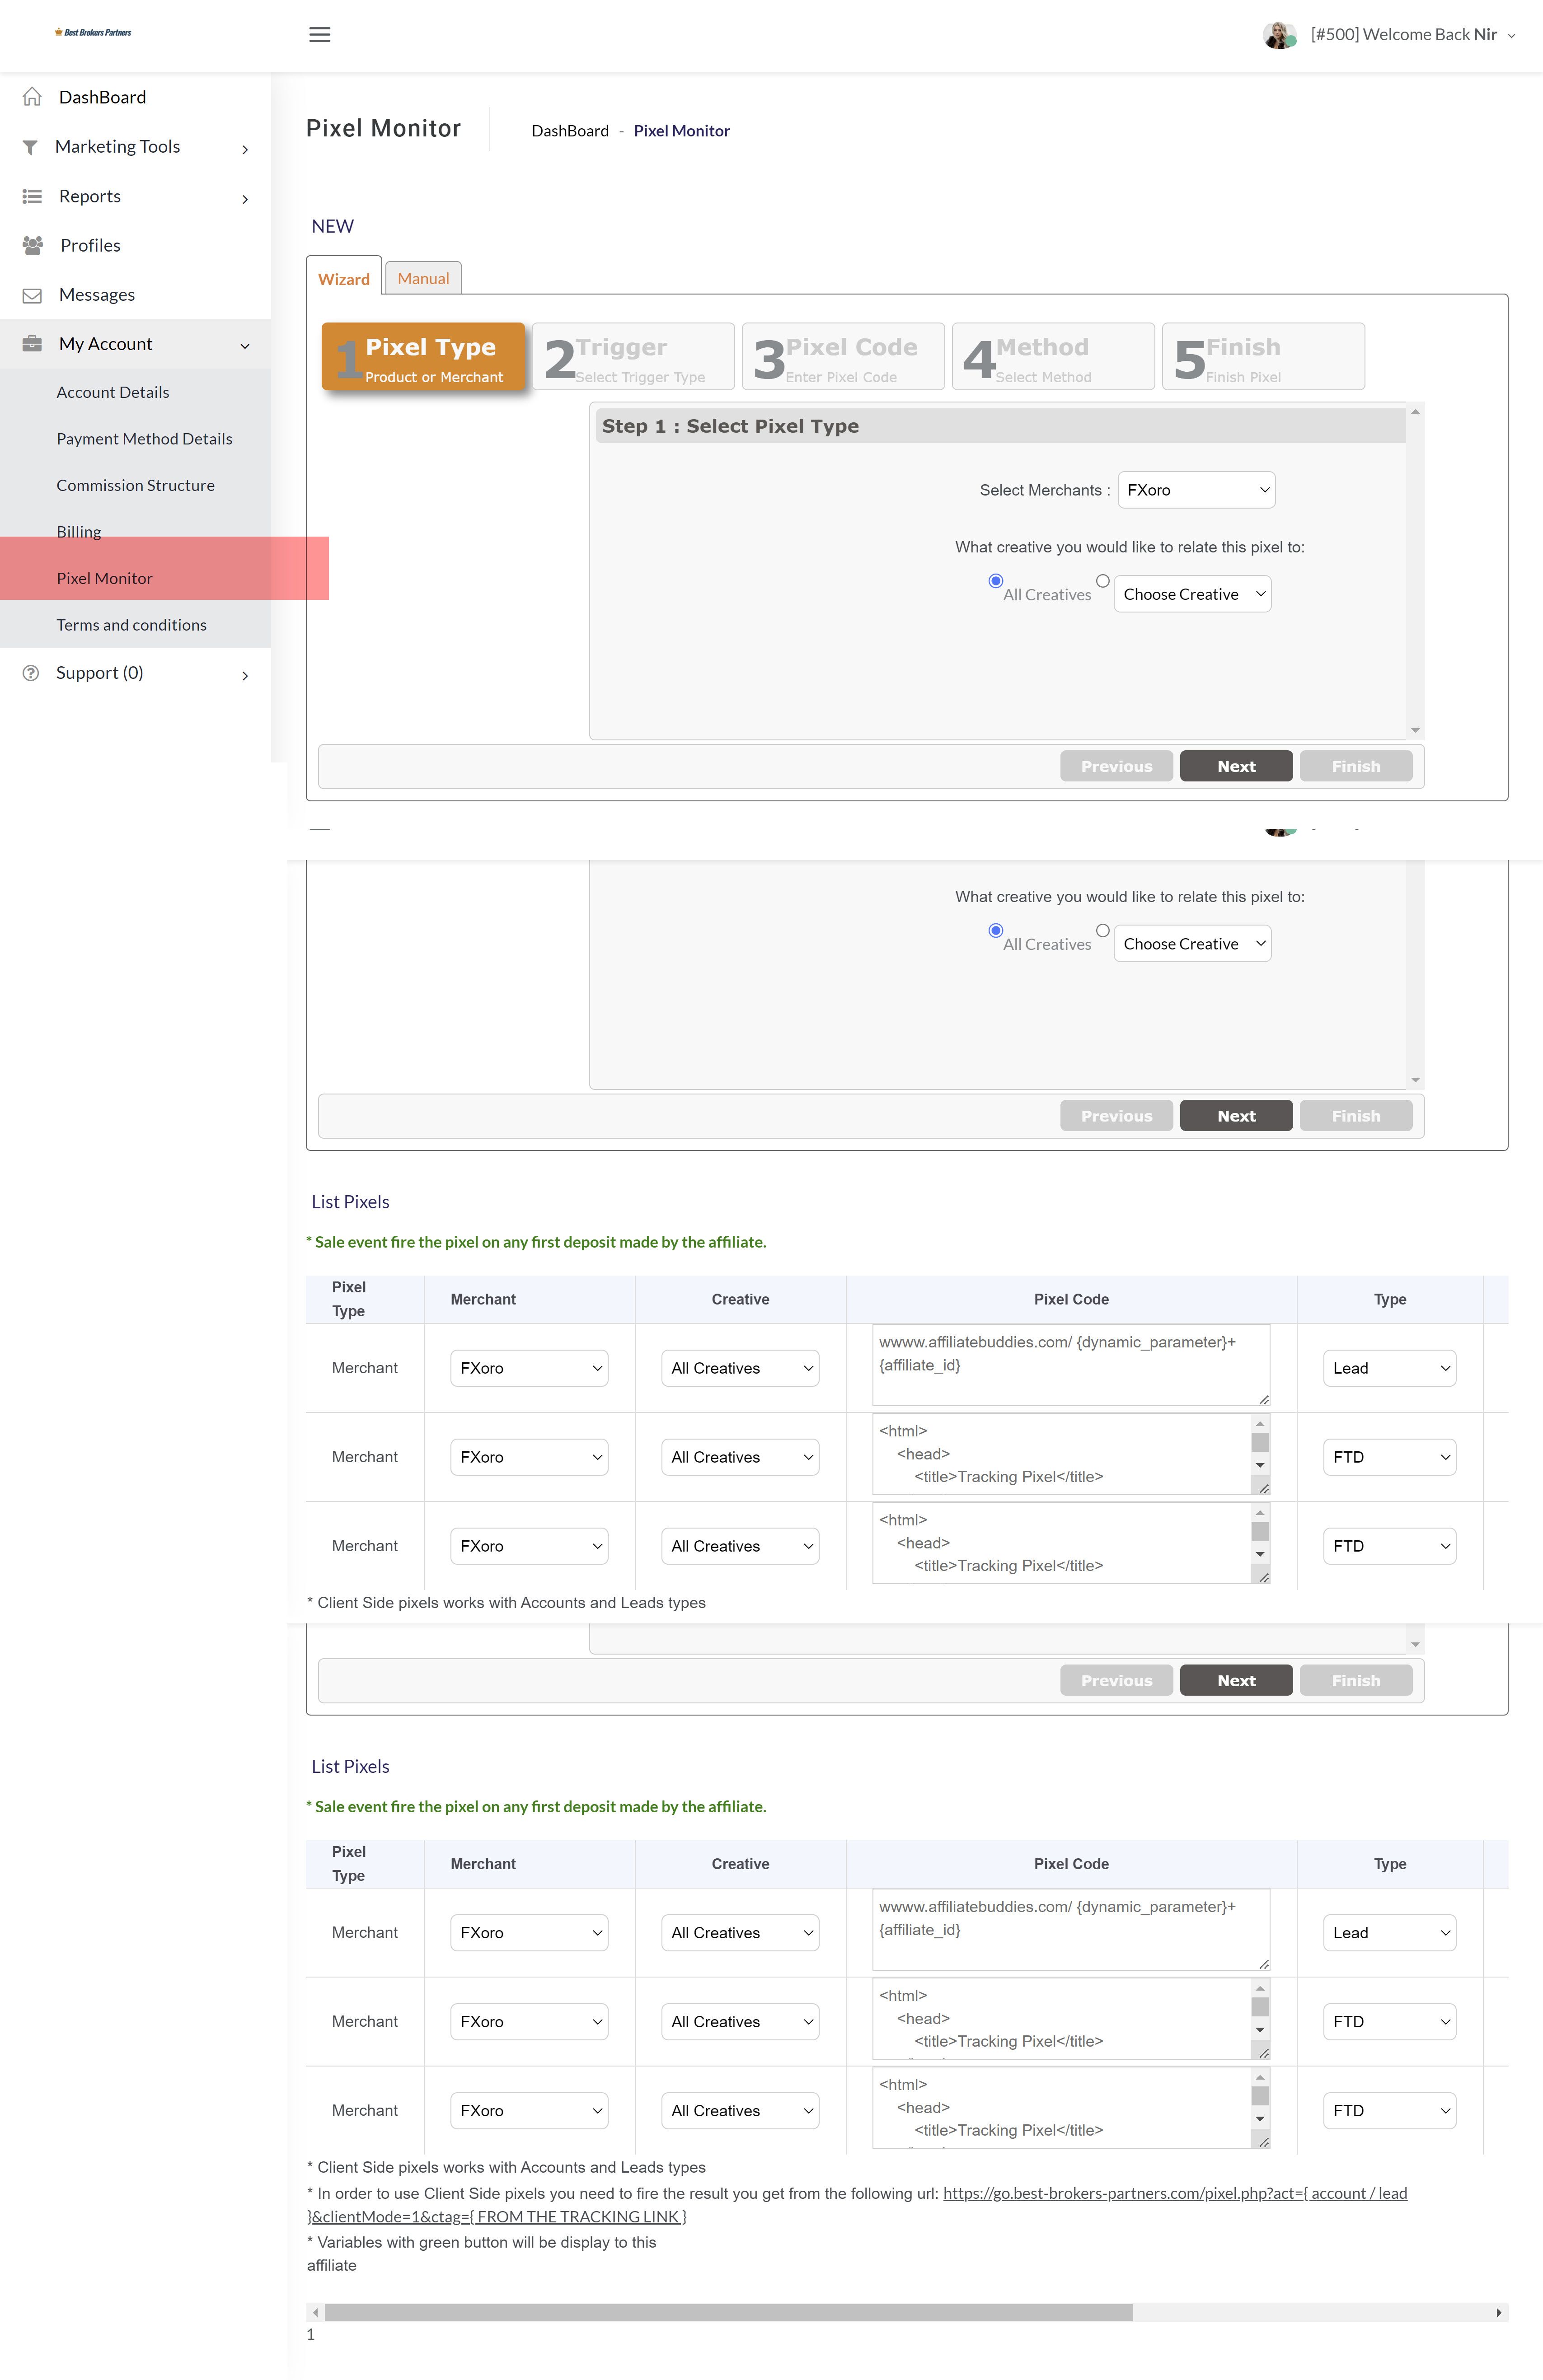 Best Brokers Partners
[#500] Welcome Back Nir
DashBoard
Marketing Tools
Reports
Profiles
Messages
My Account
Account Details
Payment Method Details
Commission Structure
Billing
Pixel Monitor
Terms and conditions
Support (0)
Pixel Monitor
DashBoard - Pixel Monitor
NEW
Wizard
Manual
1 Pixel Type
Product or Merchant
2 Trigger
Select Trigger Type
3 Pixel Code
Enter Pixel Code
4 Method
Select Method
5 Finish
Finish Pixel
Step 1 : Select Pixel Type
Select Merchants : FXoro
What creative you would like to relate this pixel to:
All Creatives Choose Creative
Previous Next Finish
What creative you would like to relate this pixel to:
All Creatives Choose Creative
Previous Next Finish
List Pixels
* Sale event fire the pixel on any first deposit made by the affiliate.
Pixel Type Merchant Creative Pixel Code Type
Merchant FXoro All Creatives wwww.affiliatebuddies.com/ {dynamic_parameter}+
{affiliate_id}
Lead
Merchant FXoro All Creatives <html>
<head>
<title>Tracking Pixel</title>
FTD
Merchant FXoro All Creatives <html>
<head>
<title>Tracking Pixel</title>
FTD
* Client Side pixels works with Accounts and Leads types
Previous Next Finish
List Pixels
* Sale event fire the pixel on any first deposit made by the affiliate.
Pixel Type Merchant Creative Pixel Code Type
Merchant FXoro All Creatives wwww.affiliatebuddies.com/ {dynamic_parameter}+
{affiliate_id}
Lead
Merchant FXoro All Creatives <html>
<head>
<title>Tracking Pixel</title>
FTD
Merchant FXoro All Creatives <html>
<head>
<title>Tracking Pixel</title>
FTD
* Client Side pixels works with Accounts and Leads types
* In order to use Client Side pixels you need to fire the result you get from the following url: https://go.best-brokers-partners.com/pixel.php?act={ account / lead
}&clientMode=1&ctag={ FROM THE TRACKING LINK }
* Variables with green button will be display to this
affiliate
1